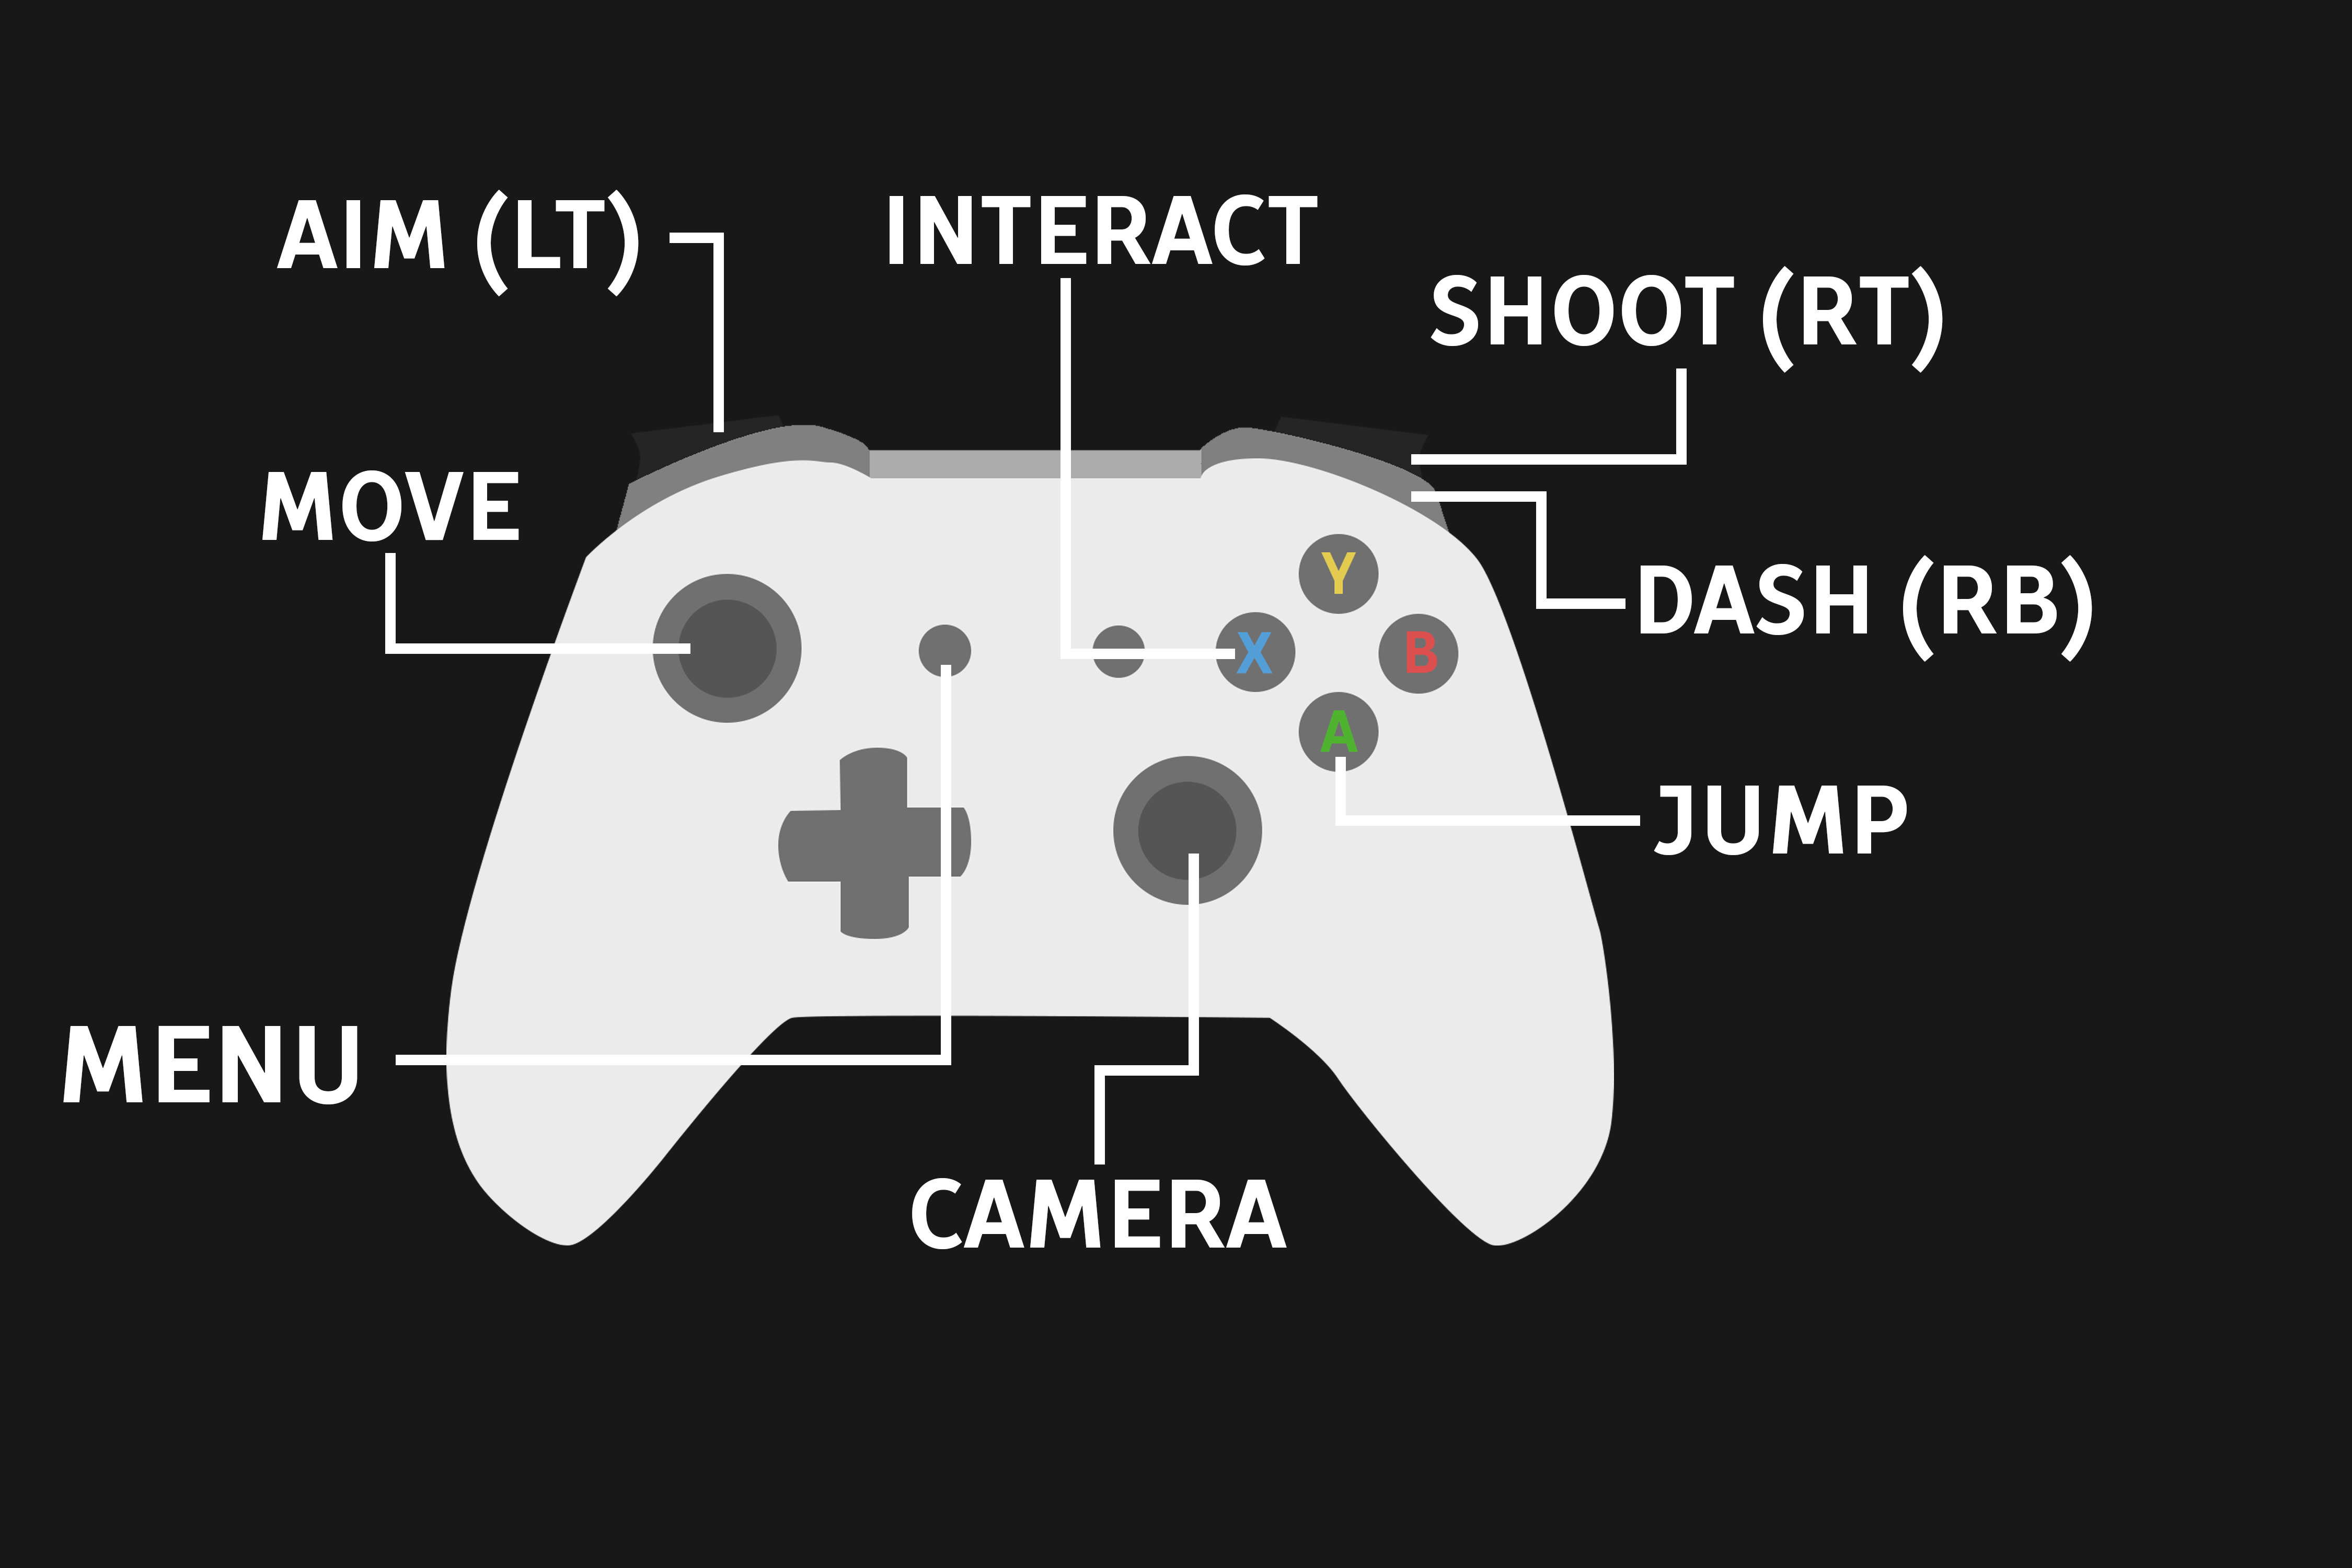 AIM (LT)
INTERACT
SHOOT (RT)
MOVE
DASH (RB)
Y
X
B
A
JUMP
MENU
CAMERA